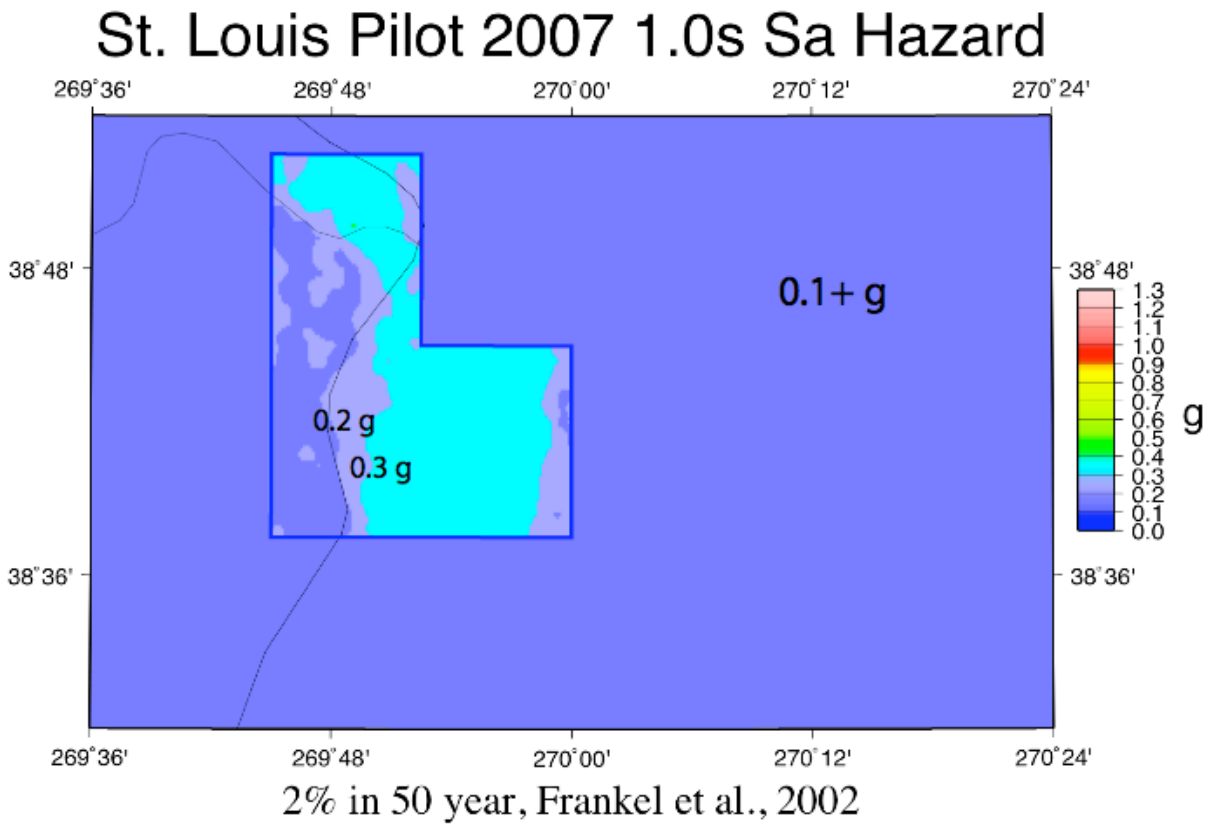 St. Louis Pilot 2007 1.0s Sa Hazard
269˚36' 269˚48' 270˚00' 270˚12' 270˚24'
38˚48' 38˚48'
0.1+ g
1.3
1.2
1.1
1.0
0.9
0.8
0.7
0.6
0.5
0.4
0.3
0.2
0.1
0.0
g
0.2 g
0.3 g
38˚36' 38˚36'
269˚36' 269˚48' 270˚00' 270˚12' 270˚24'
2% in 50 year, Frankel et al., 2002